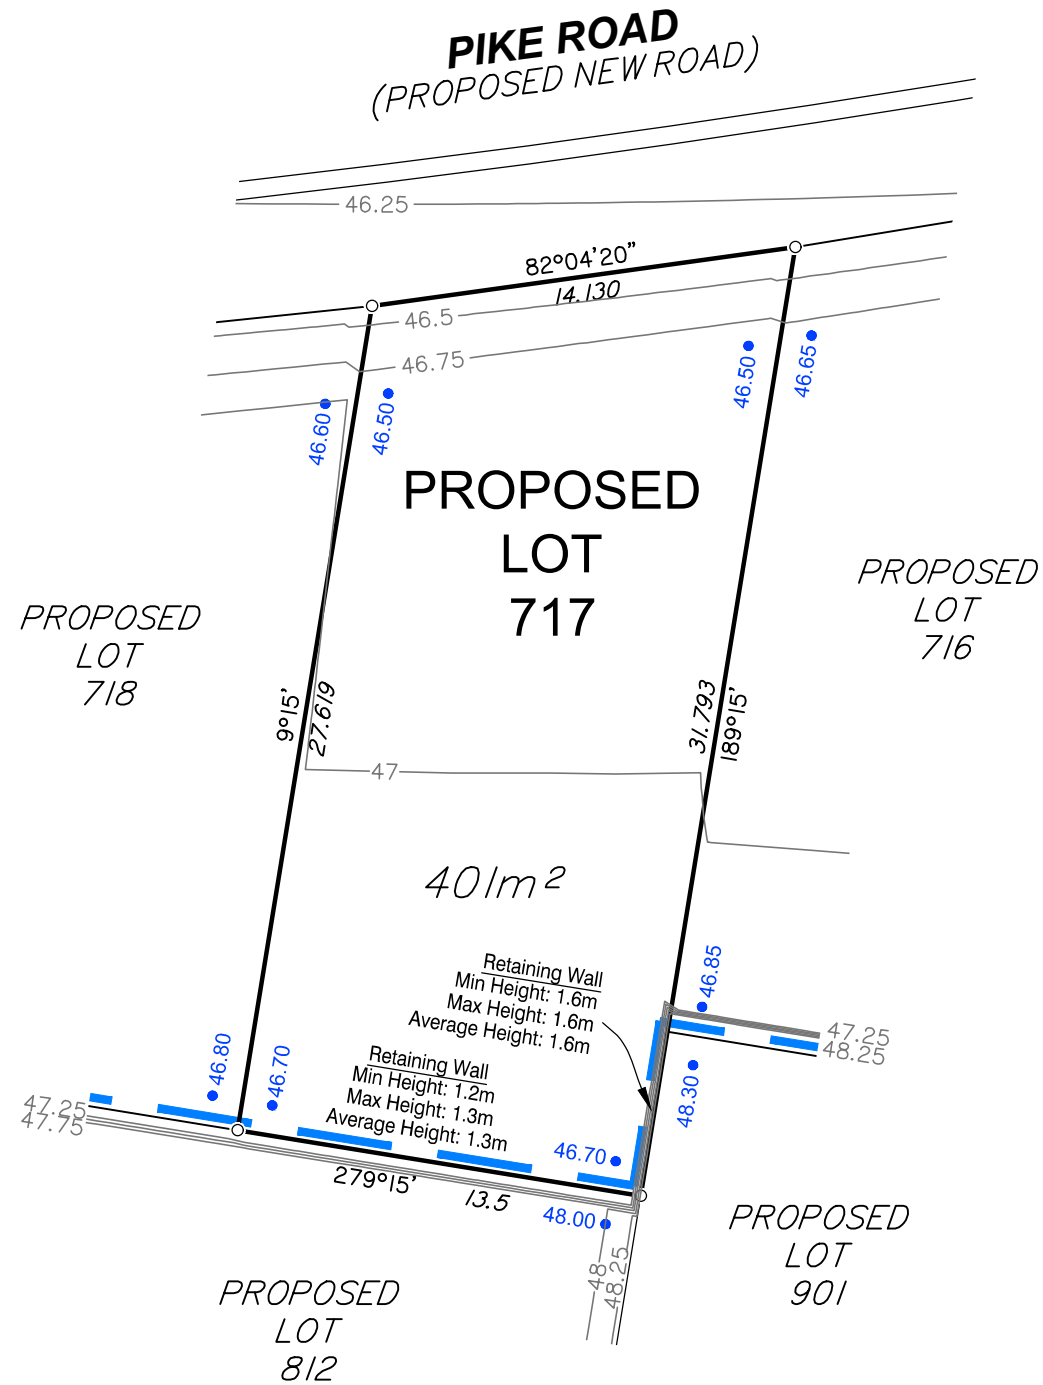 PIKE ROAD
(PROPOSED NEW ROAD)
46.25
82°04'20"
14.130
46.5
46.75
46.50
46.65
46.60
46.50
PROPOSED
LOT
717
PROPOSED
LOT
716
PROPOSED
LOT
718
9°15'
27.619
31.793
189°15'
47
401m²
46.85
Retaining Wall
Min Height: 1.6m
Max Height: 1.6m
Average Height: 1.6m
47.25
48.25
46.80
46.70
Retaining Wall
Min Height: 1.2m
Max Height: 1.3m
Average Height: 1.3m
48.30
47.25
47.75
46.70
279°15'
13.5
48.00
PROPOSED
LOT
901
48
48.25
PROPOSED
LOT
812